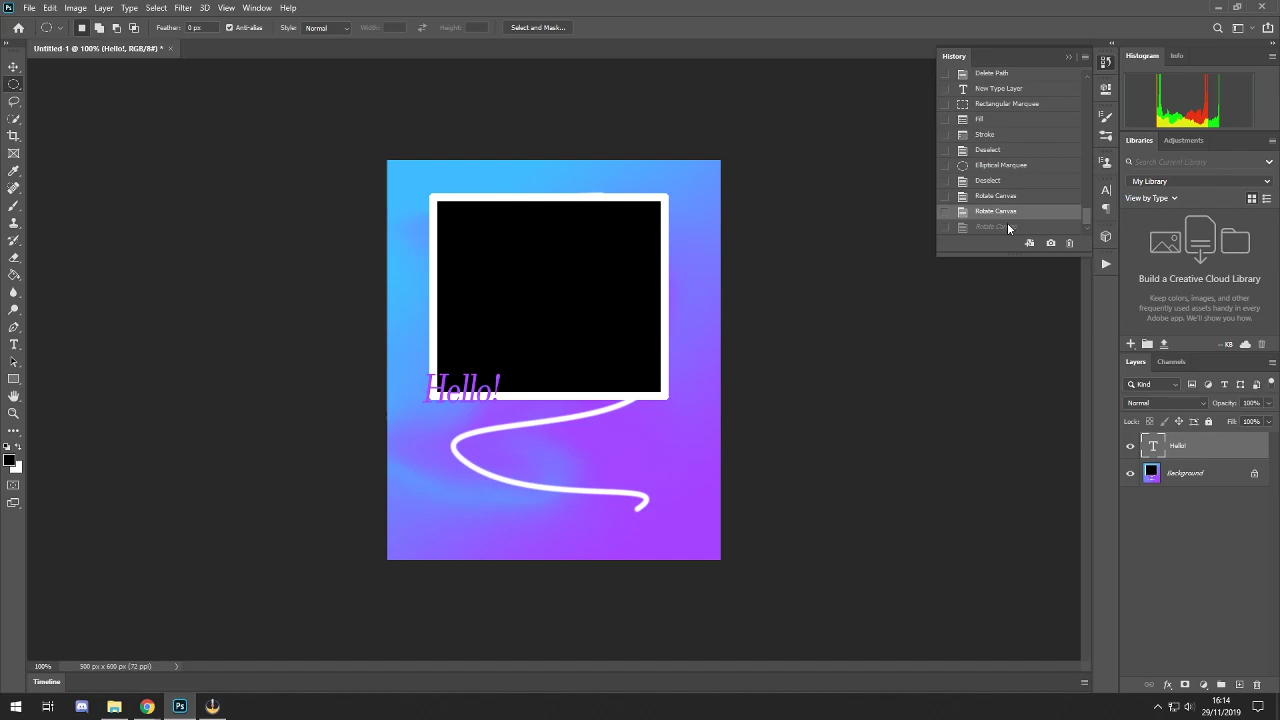 Ps File Edit Image Layer Type Select Filter 3D View Window Help
Feather: 0 px Anti-alias Style: Normal Width: Height: Select and Mask...
Untitled-1 @ 100% (Hello!, RGB/8#) *
History
Delete Path
New Type Layer
Rectangular Marquee
Fill
Stroke
Deselect
Elliptical Marquee
Deselect
Rotate Canvas
Rotate Canvas
Hello!
Histogram Info
Libraries Adjustments
Search Current Library
My Library
View by Type
Build a Creative Cloud Library
Keep colors, images, and other
frequently used assets handy in every
Adobe app. We'll show you how.
-- KB
Layers Channels
Kind
Normal Opacity: 100%
Lock: Fill: 100%
T Hello!
Background
100% 500 px x 600 px (72 ppi)
Timeline
Ps
16:14
29/11/2019